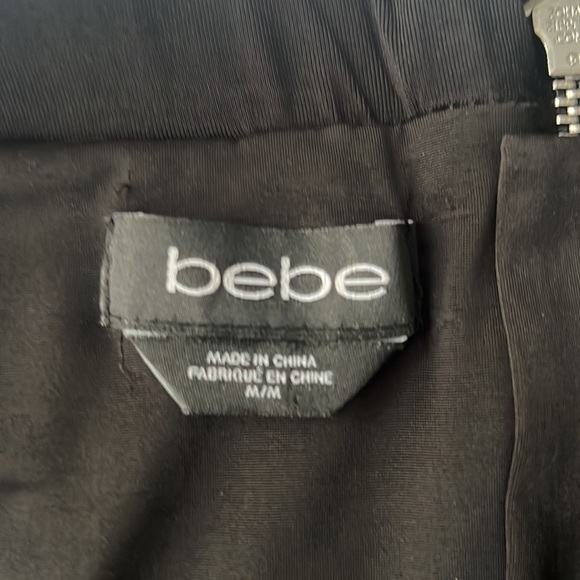 bebe
MADE IN CHINA
FABRIQUÉ EN CHINE
M/M